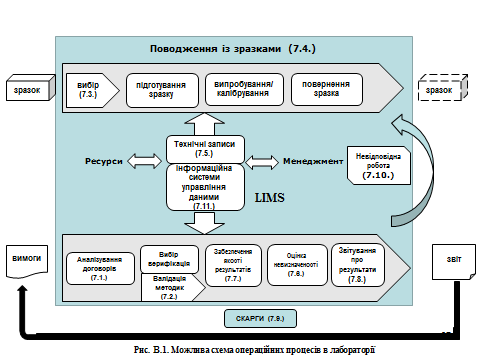 Поводження із зразками (7.4.)
зразок
вибір
(7.3.)
підготування
зразку
випробування/
калібрування
повернення
зразка
зразок
Технічні записи
(7.5.)
Ресурси
Менеджмент
Невідповідна
робота
(7.10.)
інформаційна
системи
управління
даними
(7.11.)
LIMS
вимоги
Аналізування
договорів
(7.1.)
Вибір
верифікація
Валідація
методик
(7.2.)
Забезпечення
якості
результатів
(7.7.)
Оцінка
невизначеності
(7.6.)
Звітування
про
результати
(7.8.)
звіт
СКАРГИ (7.9.)
Рис. В.1. Можлива схема операційних процесів в лабораторії